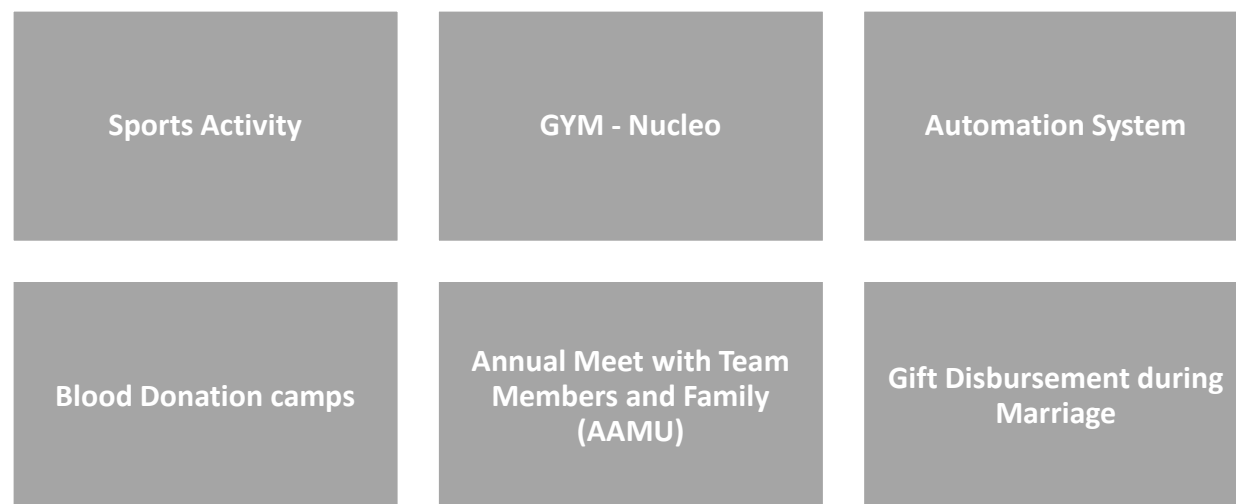 Sports Activity
GYM - Nucleo
Automation System
Blood Donation camps
Annual Meet with Team
Members and Family
(AAMU)
Gift Disbursement during
Marriage